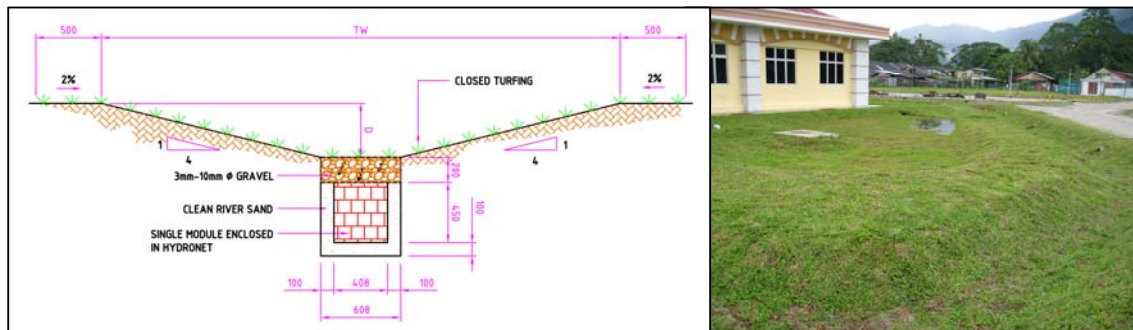 500
TW
500
2%
CLOSED TURFING
2%
D
1
4
1
4
3mm-10mm ϕ GRAVEL
200
CLEAN RIVER SAND
450
100
SINGLE MODULE ENCLOSED
IN HYDRONET
100
408
100
608